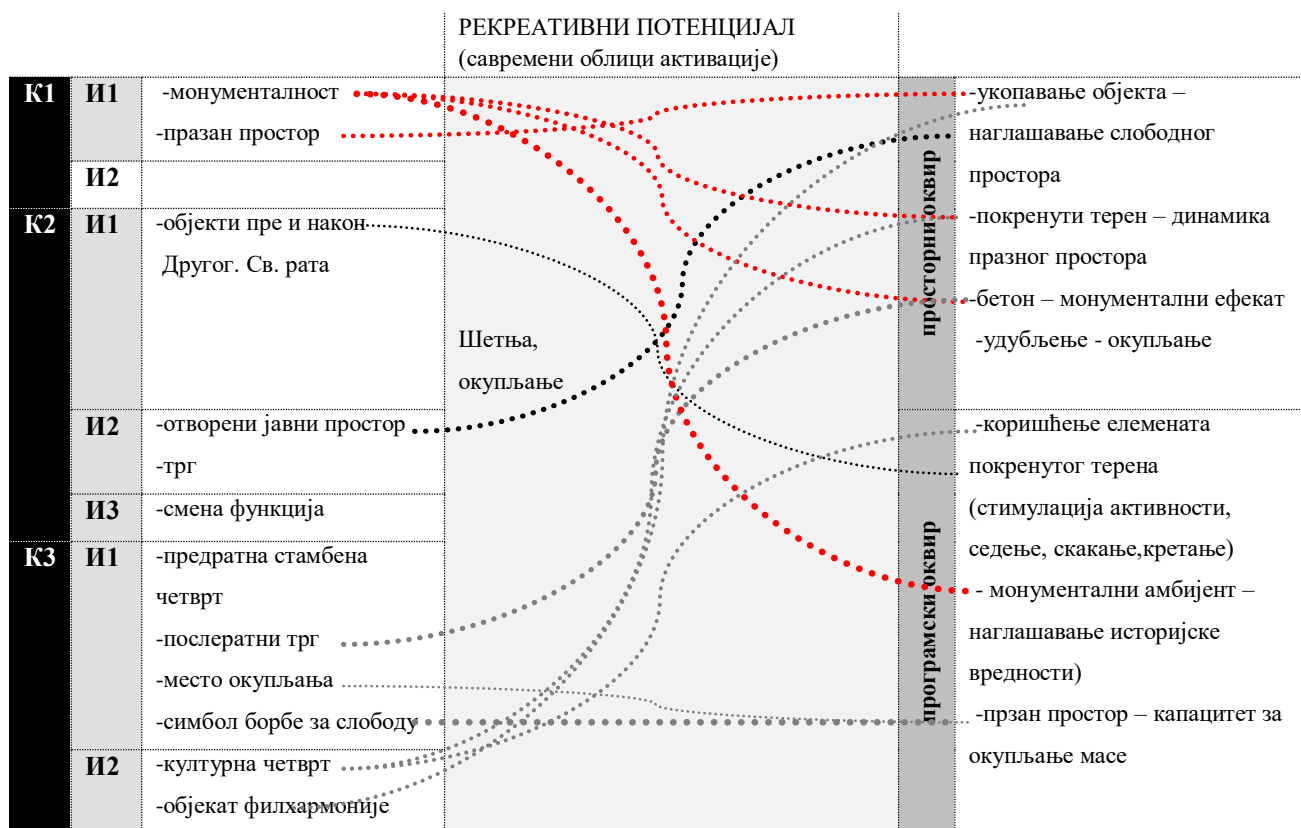 РЕКРЕАТИВНИ ПОТЕНЦИЈАЛ
(савремени облици активације)
К1
И1
-монументалност
-празан простор
И2
К2
И1
-објекти пре и након
Другог. Св. рата
И2
-отворени јавни простор
-трг
И3
-смена функција
К3
И1
-предратна стамбена
четврт
-послератни трг
-место окупљања
-симбол борбе за слободу
И2
-културна четврт
-објекат филхармоније
Шетња,
окупљање
просторни оквир
-укопавање објекта –
наглашавање слободног
простора
-покренути терен – динамика
празног простора
-бетон – монументални ефекат
-удубљење - окупљање
програмски оквир
-коришћење елемената
покренутог терена
(стимулација активности,
седење, скакање,кретање)
- монументални амбијент –
наглашавање историјске
вредности)
-прзан простор – капацитет за
окупљање масе